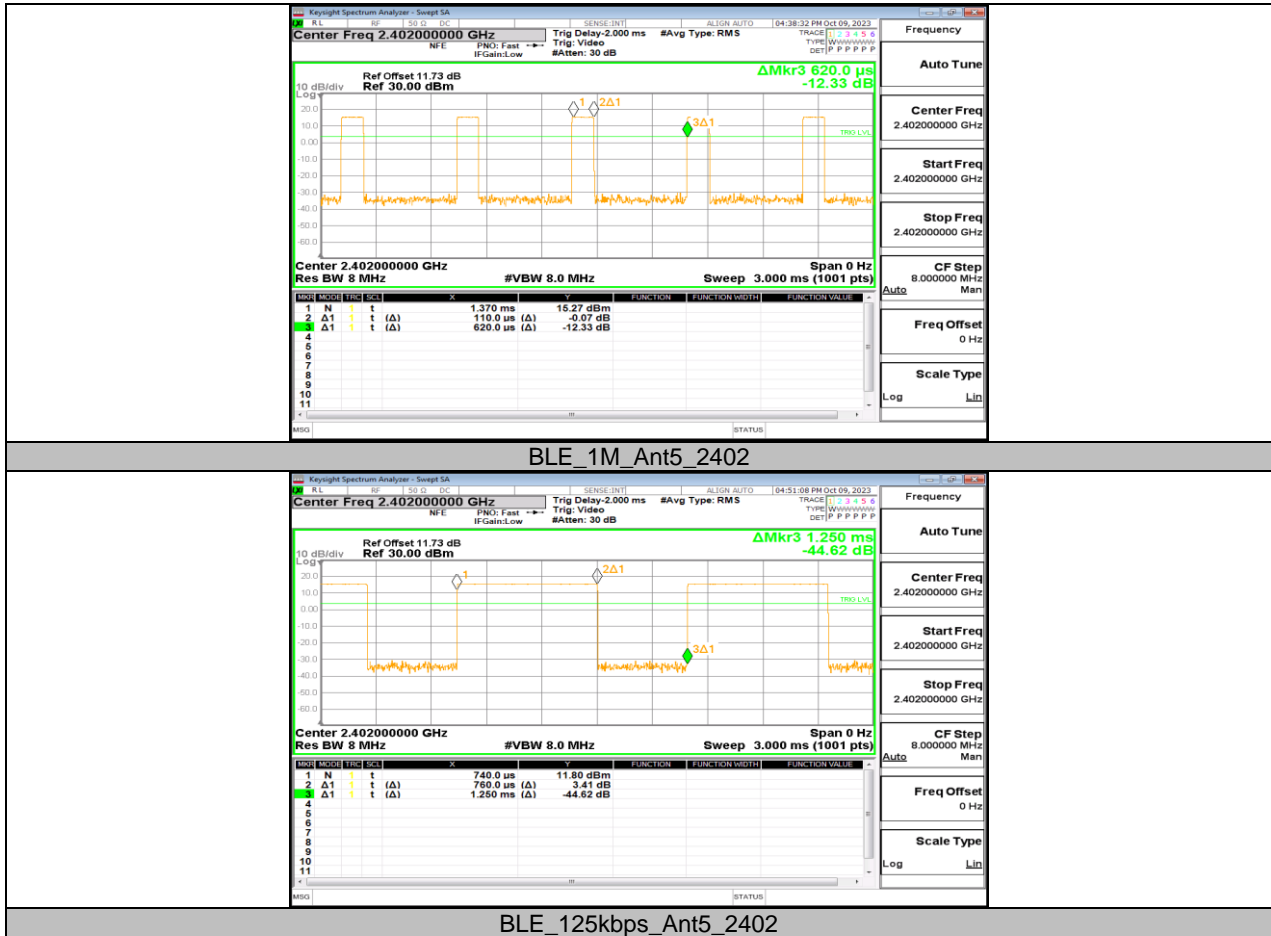 Keysight Spectrum Analyzer - Swept SA
RL RF 50 Ω DC SENSE:INT ALIGN AUTO 04:38:32 PM Oct 09, 2023
Center Freq 2.402000000 GHz Trig Delay-2.000 ms #Avg Type: RMS TRACE 1 2 3 4 5 6
NFE PNO: Fast Trig: Video TYPE WWWWWW
IFGain:Low #Atten: 30 dB DET P P P P P P
Frequency
Auto Tune
Ref Offset 11.73 dB ΔMkr3 620.0 µs
10 dB/div Ref 30.00 dBm -12.33 dB
Log
20.0
10.0
0.00
-10.0
-20.0
-30.0
-40.0
-50.0
-60.0
1 2Δ1
3Δ1
TRIG LVL
Center Freq
2.402000000 GHz
Start Freq
2.402000000 GHz
Stop Freq
2.402000000 GHz
Center 2.402000000 GHz Span 0 Hz
Res BW 8 MHz #VBW 8.0 MHz Sweep 3.000 ms (1001 pts)
CF Step
8.000000 MHz
Auto Man
MKR MODE TRC SCL X Y FUNCTION FUNCTION WIDTH FUNCTION VALUE
1 N 1 t 1.370 ms 15.27 dBm
2 Δ1 1 t (Δ) 110.0 µs (Δ) -0.07 dB
3 Δ1 1 t (Δ) 620.0 µs (Δ) -12.33 dB
4
5
6
7
8
9
10
11
Freq Offset
0 Hz
Scale Type
Log Lin
MSG STATUS
BLE_1M_Ant5_2402
Keysight Spectrum Analyzer - Swept SA
RL RF 50 Ω DC SENSE:INT ALIGN AUTO 04:51:08 PM Oct 09, 2023
Center Freq 2.402000000 GHz Trig Delay-2.000 ms #Avg Type: RMS TRACE 1 2 3 4 5 6
NFE PNO: Fast Trig: Video TYPE WWWWWW
IFGain:Low #Atten: 30 dB DET P P P P P P
Frequency
Auto Tune
Ref Offset 11.73 dB ΔMkr3 1.250 ms
10 dB/div Ref 30.00 dBm -44.62 dB
Log
20.0
10.0
0.00
-10.0
-20.0
-30.0
-40.0
-50.0
-60.0
1 2Δ1
3Δ1
TRIG LVL
Center Freq
2.402000000 GHz
Start Freq
2.402000000 GHz
Stop Freq
2.402000000 GHz
Center 2.402000000 GHz Span 0 Hz
Res BW 8 MHz #VBW 8.0 MHz Sweep 3.000 ms (1001 pts)
CF Step
8.000000 MHz
Auto Man
MKR MODE TRC SCL X Y FUNCTION FUNCTION WIDTH FUNCTION VALUE
1 N 1 t 740.0 µs 11.80 dBm
2 Δ1 1 t (Δ) 760.0 µs (Δ) 3.41 dB
3 Δ1 1 t (Δ) 1.250 ms (Δ) -44.62 dB
4
5
6
7
8
9
10
11
Freq Offset
0 Hz
Scale Type
Log Lin
MSG STATUS
BLE_125kbps_Ant5_2402